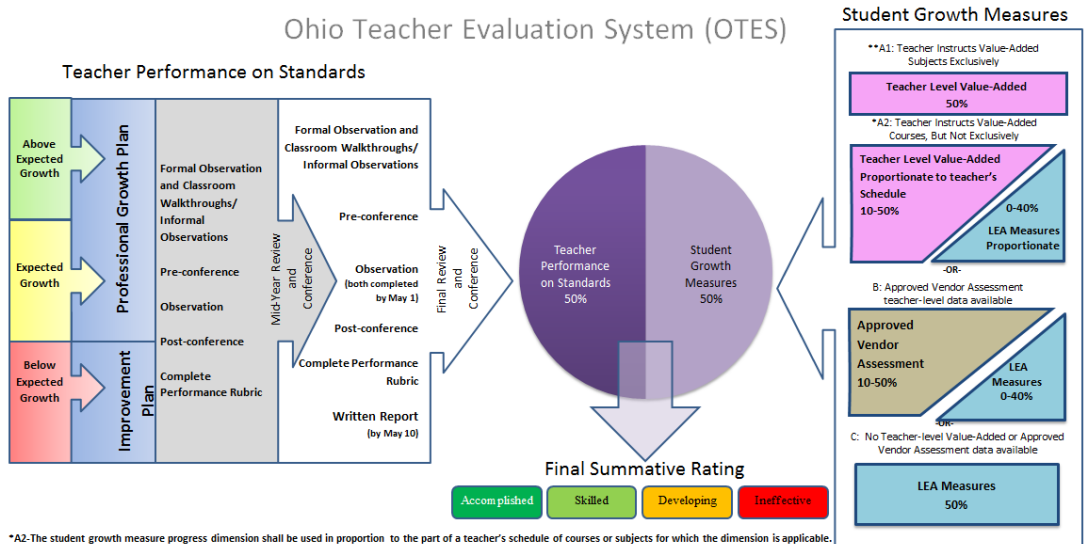 Ohio Teacher Evaluation System (OTES)
Teacher Performance on Standards
Above
Expected
Growth
Expected
Growth
Below
Expected
Growth
Professional Growth Plan
Improvement
Plan
Formal Observation
and Classroom
Walkthroughs/
Informal
Observations
Pre-conference
Observation
Post-conference
Complete
Performance Rubric
Mid-Year Review
and
Conference
Formal Observation and
Classroom Walkthroughs/
Informal Observations
Pre-conference
Observation
(both completed
by May 1)
Post-conference
Complete Performance
Rubric
Written Report
(by May 10)
Final Review
and
Conference
Teacher
Performance
on Standards
50%
Student
Growth
Measures
50%
Final Summative Rating
Accomplished
Skilled
Developing
Ineffective
Student Growth Measures
**A1: Teacher Instructs Value-Added
Subjects Exclusively
Teacher Level Value-Added
50%
*A2: Teacher Instructs Value-Added
Courses, But Not Exclusively
Teacher Level Value-Added
Proportionate to teacher's
Schedule
10-50%
0-40%
LEA Measures
Proportionate
-OR-
B: Approved Vendor Assessment
teacher-level data available
Approved
Vendor
Assessment
10-50%
LEA
Measures
0-40%
-OR-
C: No Teacher-level Value-Added or Approved
Vendor Assessment data available
LEA Measures
50%
*A2-The student growth measure progress dimension shall be used in proportion to the part of a teacher's schedule of courses or subjects for which the dimension is applicable.